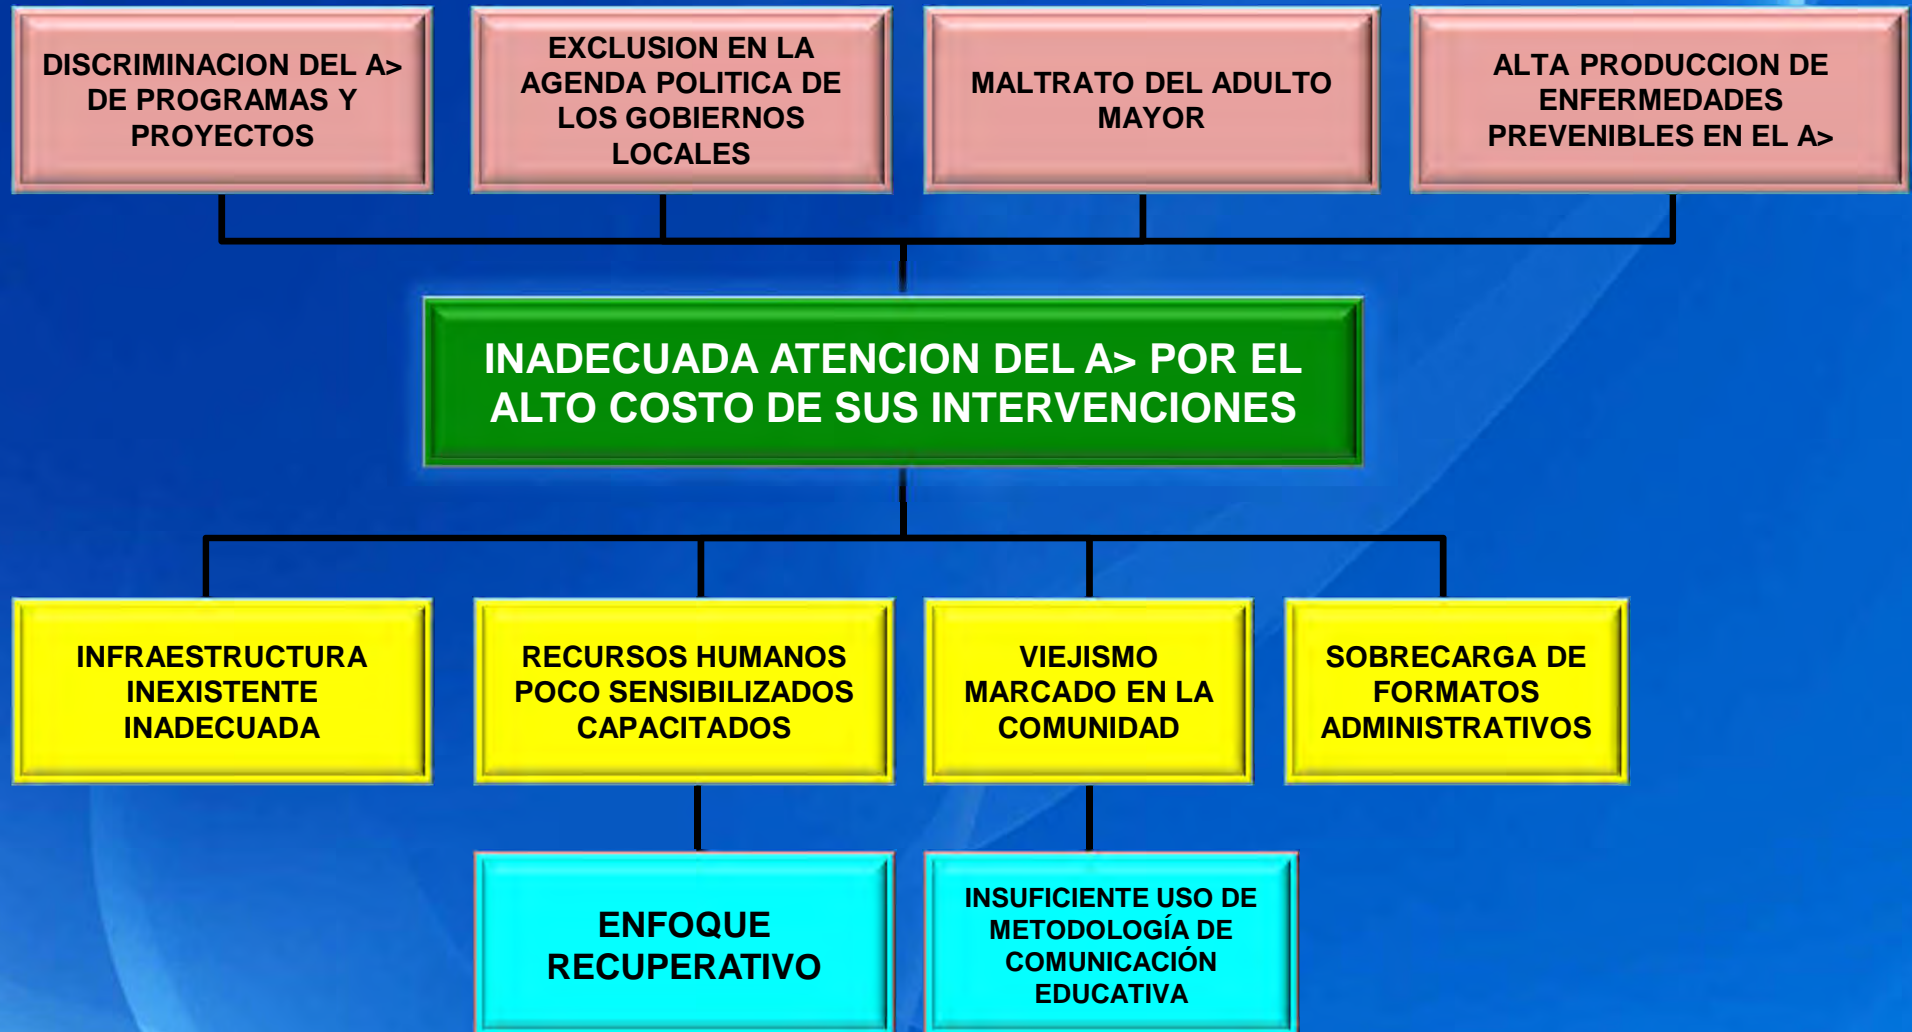 DISCRIMINACION DEL A>
DE PROGRAMAS Y
PROYECTOS
EXCLUSION EN LA
AGENDA POLITICA DE
LOS GOBIERNOS
LOCALES
MALTRATO DEL ADULTO
MAYOR
ALTA PRODUCCION DE
ENFERMEDADES
PREVENIBLES EN EL A>
INADECUADA ATENCION DEL A> POR EL
ALTO COSTO DE SUS INTERVENCIONES
INFRAESTRUCTURA
INEXISTENTE
INADECUADA
RECURSOS HUMANOS
POCO SENSIBILIZADOS
CAPACITADOS
VIEJISMO
MARCADO EN LA
COMUNIDAD
SOBRECARGA DE
FORMATOS
ADMINISTRATIVOS
ENFOQUE
RECUPERATIVO
INSUFICIENTE USO DE
METODOLOGÍA DE
COMUNICACIÓN
EDUCATIVA